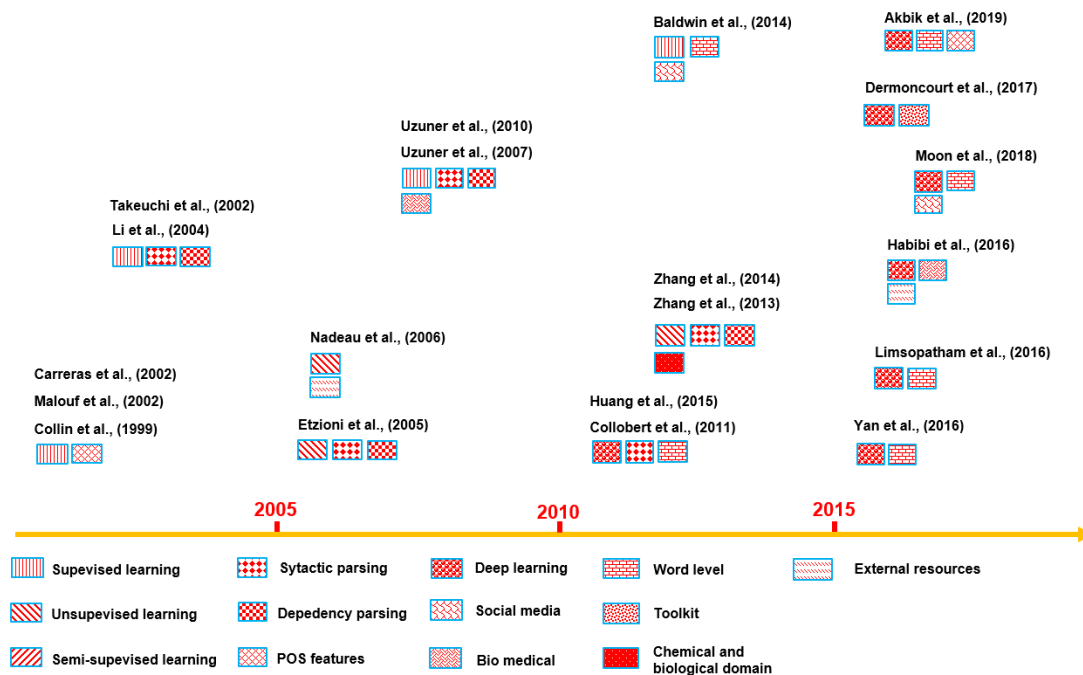 Baldwin et al., (2014)
Akbik et al., (2019)
Dermoncourt et al., (2017)
Uzuner et al., (2010)
Uzuner et al., (2007)
Moon et al., (2018)
Takeuchi et al., (2002)
Li et al., (2004)
Habibi et al., (2016)
Zhang et al., (2014)
Zhang et al., (2013)
Nadeau et al., (2006)
Limsopatham et al., (2016)
Carreras et al., (2002)
Malouf et al., (2002)
Collin et al., (1999)
Etzioni et al., (2005)
Huang et al., (2015)
Collobert et al., (2011)
Yan et al., (2016)
2005
2010
2015
Supevised learning
Sytactic parsing
Deep learning
Word level
External resources
Unsupevised learning
Depedency parsing
Social media
Toolkit
Semi-supevised learning
POS features
Bio medical
Chemical and
biological domain